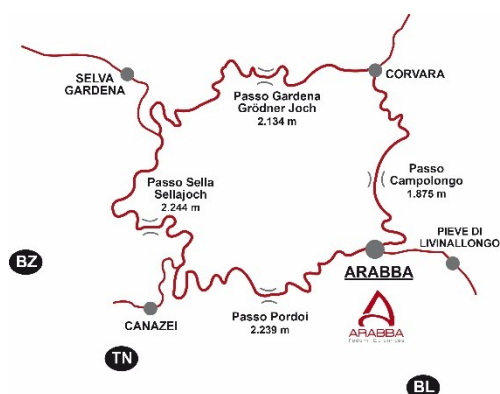 SELVA
GARDENA
CORVARA
Passo Gardena
Grödner Joch
2.134 m
Passo Sella
Sellajoch
2.244 m
Passo
Campolongo
1.875 m
PIEVE DI
LIVINALLONGO
BZ
ARABBA
CANAZEI
Passo Pordoi
2.239 m
ARABBA
TN
BL